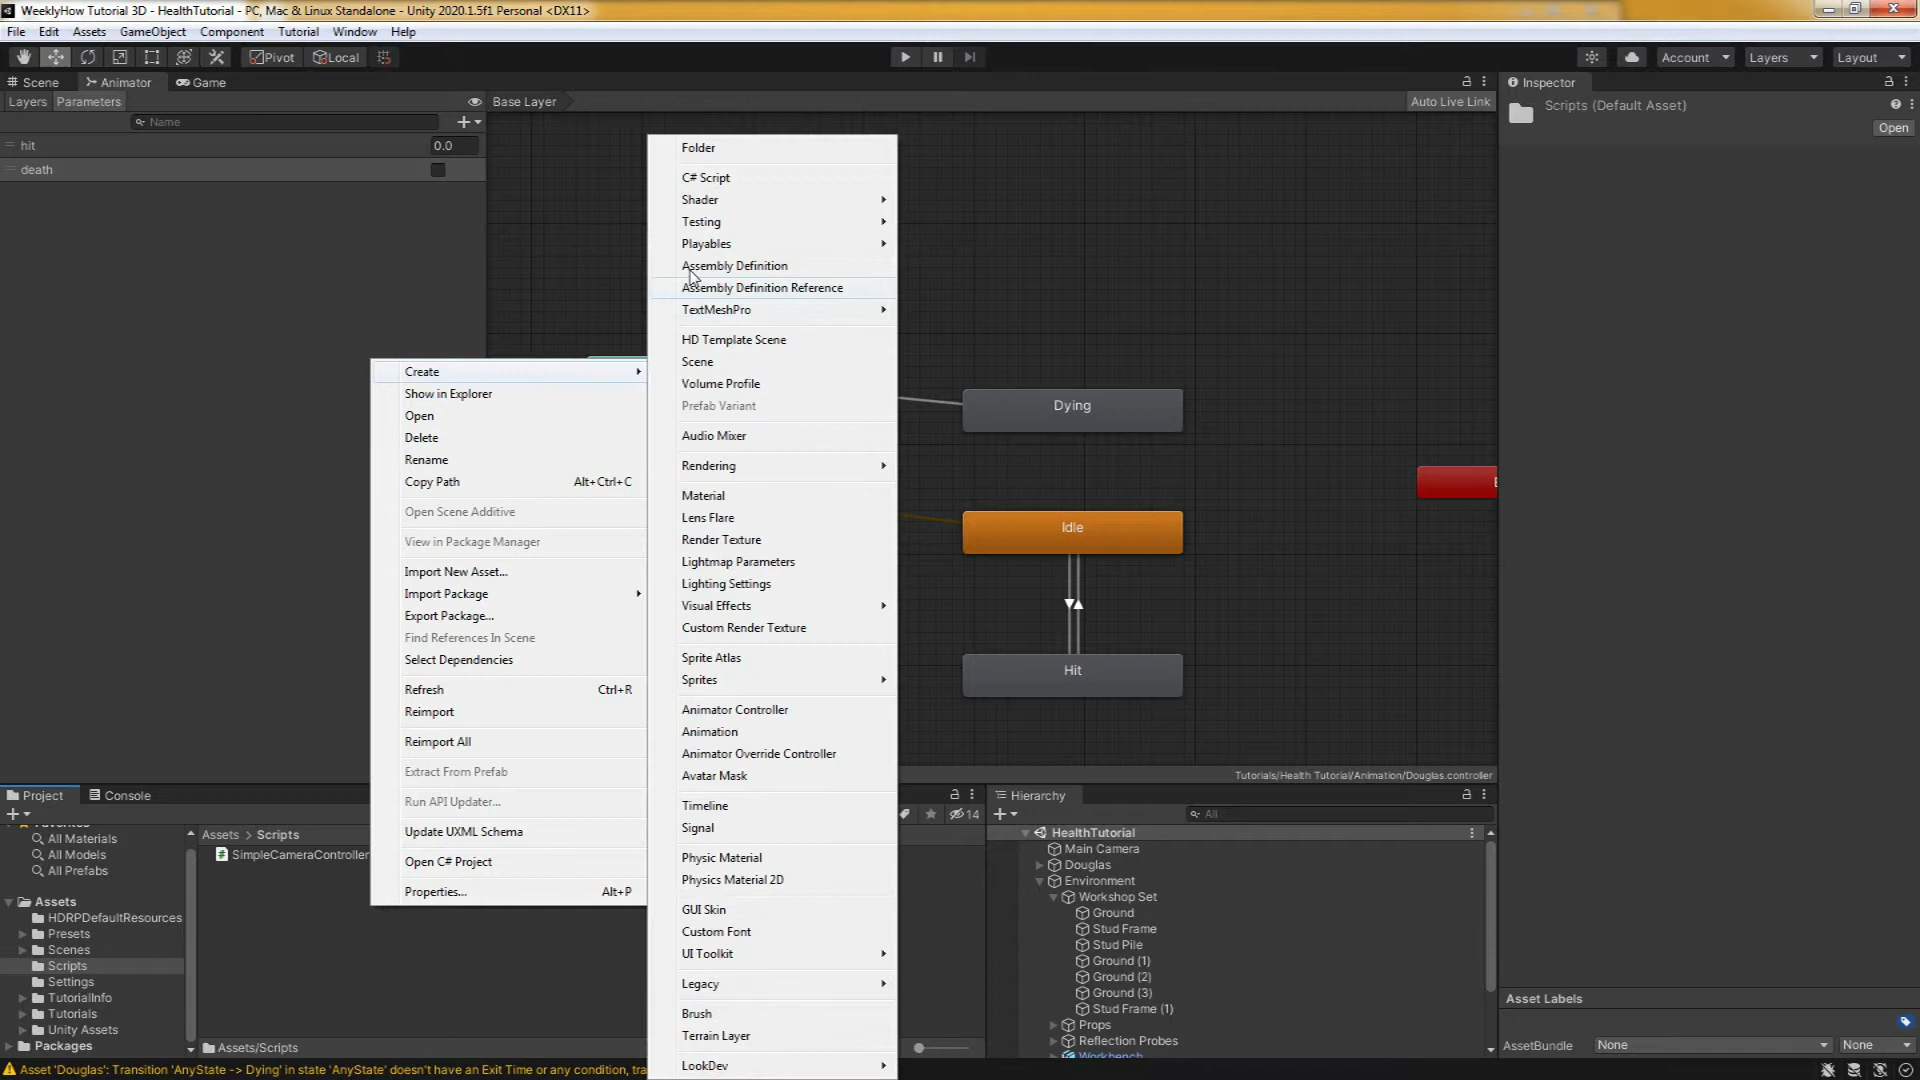 WeeklyHow Tutorial 3D - HealthTutorial - PC, Mac & Linux Standalone - Unity 2020.1.5f1 Personal <DX11>
File Edit Assets GameObject Component Tutorial Window Help
Pivot Local Account Layers Layout
Scene Animator Game Inspector
Layers Parameters Base Layer Auto Live Link
Scripts (Default Asset)
Open
Name
hit 0.0
death
Folder
C# Script
Shader
Testing
Playables
Assembly Definition
Assembly Definition Reference
TextMeshPro
HD Template Scene
Scene
Volume Profile
Prefab Variant
Audio Mixer
Rendering
Material
Lens Flare
Render Texture
Lightmap Parameters
Lighting Settings
Visual Effects
Custom Render Texture
Sprite Atlas
Sprites
Animator Controller
Animation
Animator Override Controller
Avatar Mask
Timeline
Signal
Physic Material
Physics Material 2D
GUI Skin
Custom Font
UI Toolkit
Legacy
Brush
Terrain Layer
LookDev
Create
Show in Explorer
Open
Delete
Rename
Copy Path Alt+Ctrl+C
Open Scene Additive
View in Package Manager
Import New Asset...
Import Package
Export Package...
Find References In Scene
Select Dependencies
Refresh Ctrl+R
Reimport
Reimport All
Extract From Prefab
Run API Updater...
Update UXML Schema
Open C# Project
Properties... Alt+P
Dying
Idle
Hit
Tutorials/Health Tutorial/Animation/Douglas.controller
Project Console
14
All Materials
All Models
All Prefabs
Assets
HDRPDefaultResources
Presets
Scenes
Scripts
Settings
TutorialInfo
Tutorials
Unity Assets
Packages
Assets > Scripts
SimpleCameraController
Assets/Scripts
Hierarchy
All
HealthTutorial
Main Camera
Douglas
Environment
Workshop Set
Ground
Stud Frame
Stud Pile
Ground (1)
Ground (2)
Ground (3)
Stud Frame (1)
Props
Reflection Probes
Workbench
Asset Labels
AssetBundle None None
Asset 'Douglas': Transition 'AnyState -> Dying' in state 'AnyState' doesn't have an Exit Time or any condition, tra